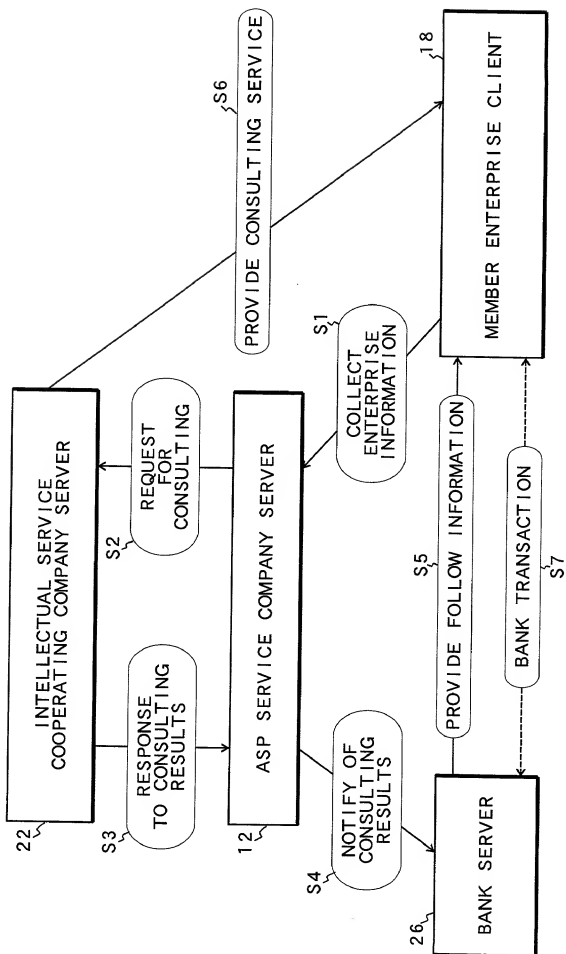 22
INTELLECTUAL SERVICE
COOPERATING COMPANY SERVER
S3
RESPONSE
TO CONSULTING
RESULTS
S2
REQUEST
FOR
CONSULTING
S6
PROVIDE CONSULTING SERVICE
12
ASP SERVICE COMPANY SERVER
S4
NOTIFY OF
CONSULTING
RESULTS
S1
COLLECT
ENTERPRISE
INFORMATION
26
BANK SERVER
S5
PROVIDE FOLLOW INFORMATION
BANK TRANSACTION
S7
18
MEMBER ENTERPRISE CLIENT